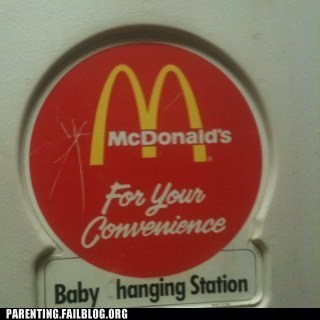 McDonald's
For Your
Convenience
Baby hanging Station
PARENTING.FAILBLOG.ORG